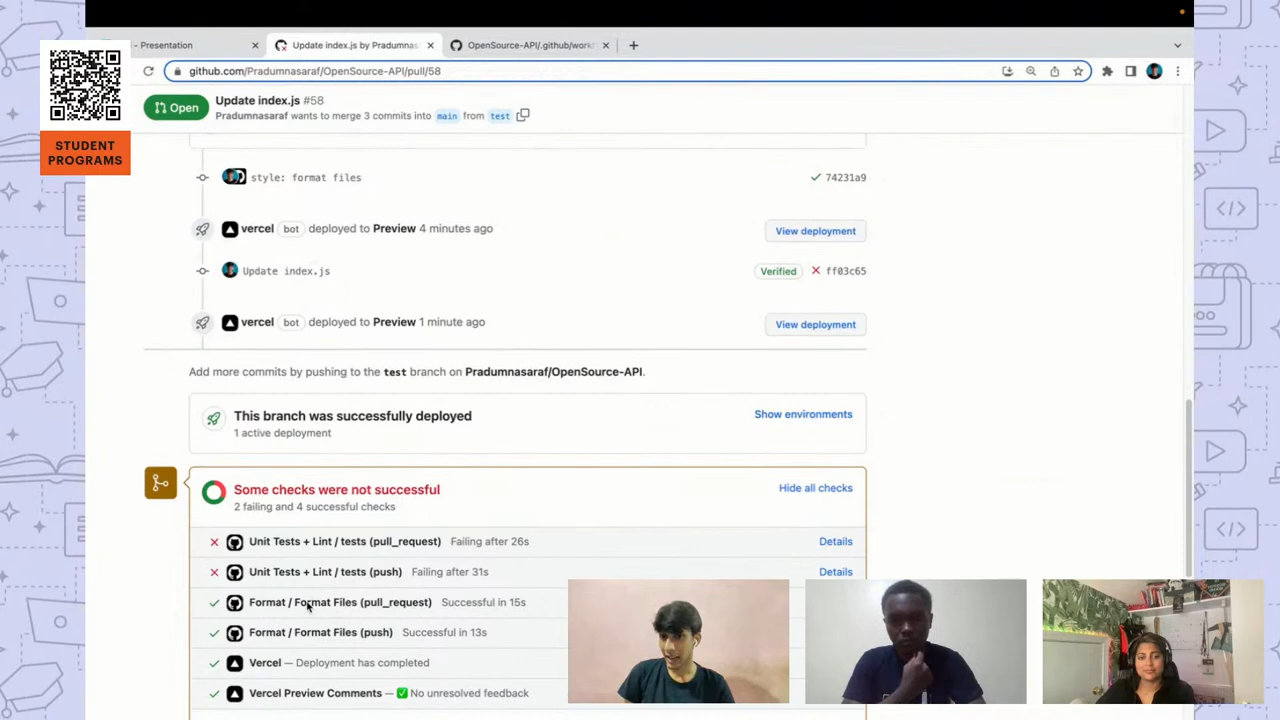 - Presentation
Update index.js by Pradumnas
OpenSource-API/.github/work
github.com/Pradumnasaraf/OpenSource-API/pull/58
STUDENT
PROGRAMS
Open
Update index.js #58
Pradumnasaraf wants to merge 3 commits into main from test
style: format files 74231a9
vercel bot deployed to Preview 4 minutes ago View deployment
Update index.js Verified ff03c65
vercel bot deployed to Preview 1 minute ago View deployment
Add more commits by pushing to the test branch on Pradumnasaraf/OpenSource-API.
This branch was successfully deployed Show environments
1 active deployment
Some checks were not successful Hide all checks
2 failing and 4 successful checks
Unit Tests + Lint / tests (pull_request) Failing after 26s Details
Unit Tests + Lint / tests (push) Failing after 31s Details
Format / Format Files (pull_request) Successful in 15s
Format / Format Files (push) Successful in 13s
Vercel — Deployment has completed
Vercel Preview Comments — ✅ No unresolved feedback